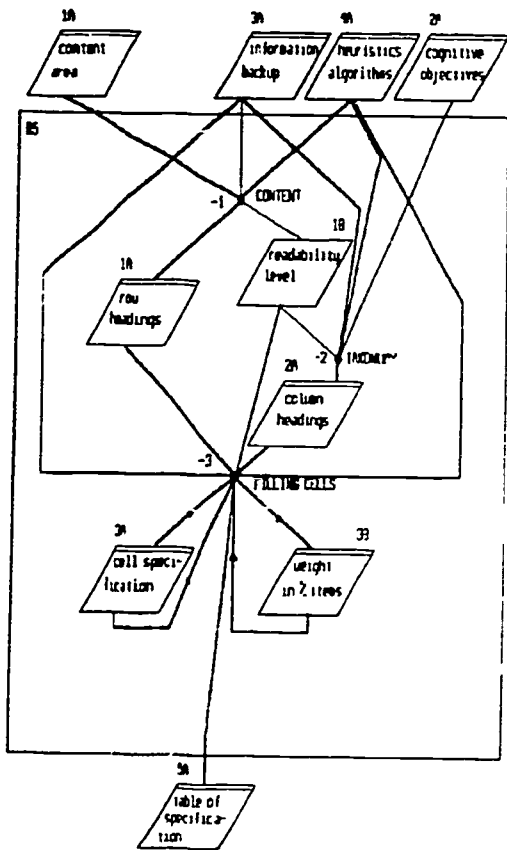 1A
content
area
3A
information
backup
4A
heuristics
algorithms
2A
cognitive
objectives
05
-1
CONTENT
1B
readability
level
1A
row
headings
-2
2A
column
headings
-3
FILLING CELLS
3A
cell speci-
lication
3B
weight
in % items
5A
table of
specifica-
tion